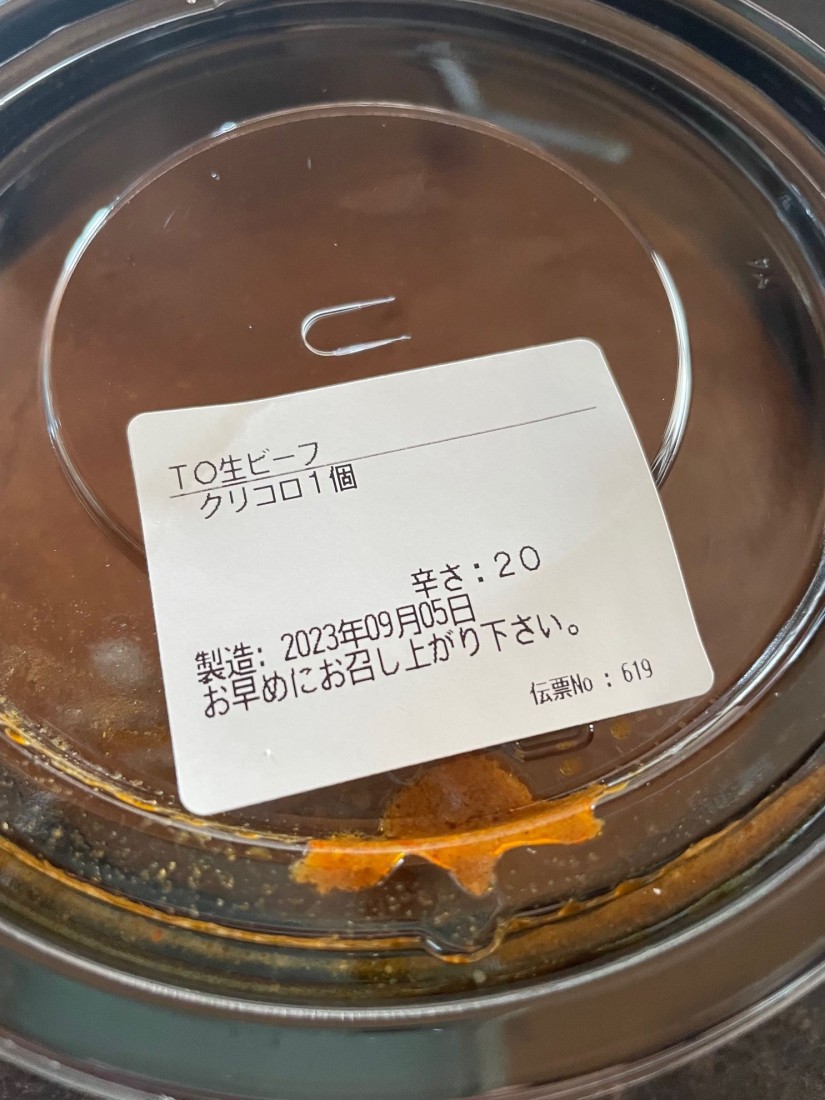 TO生ビーフ
クリコロ1個
辛さ:20
製造: 2023年09月05日
お早めにお召し上がり下さい。
伝票No : 619